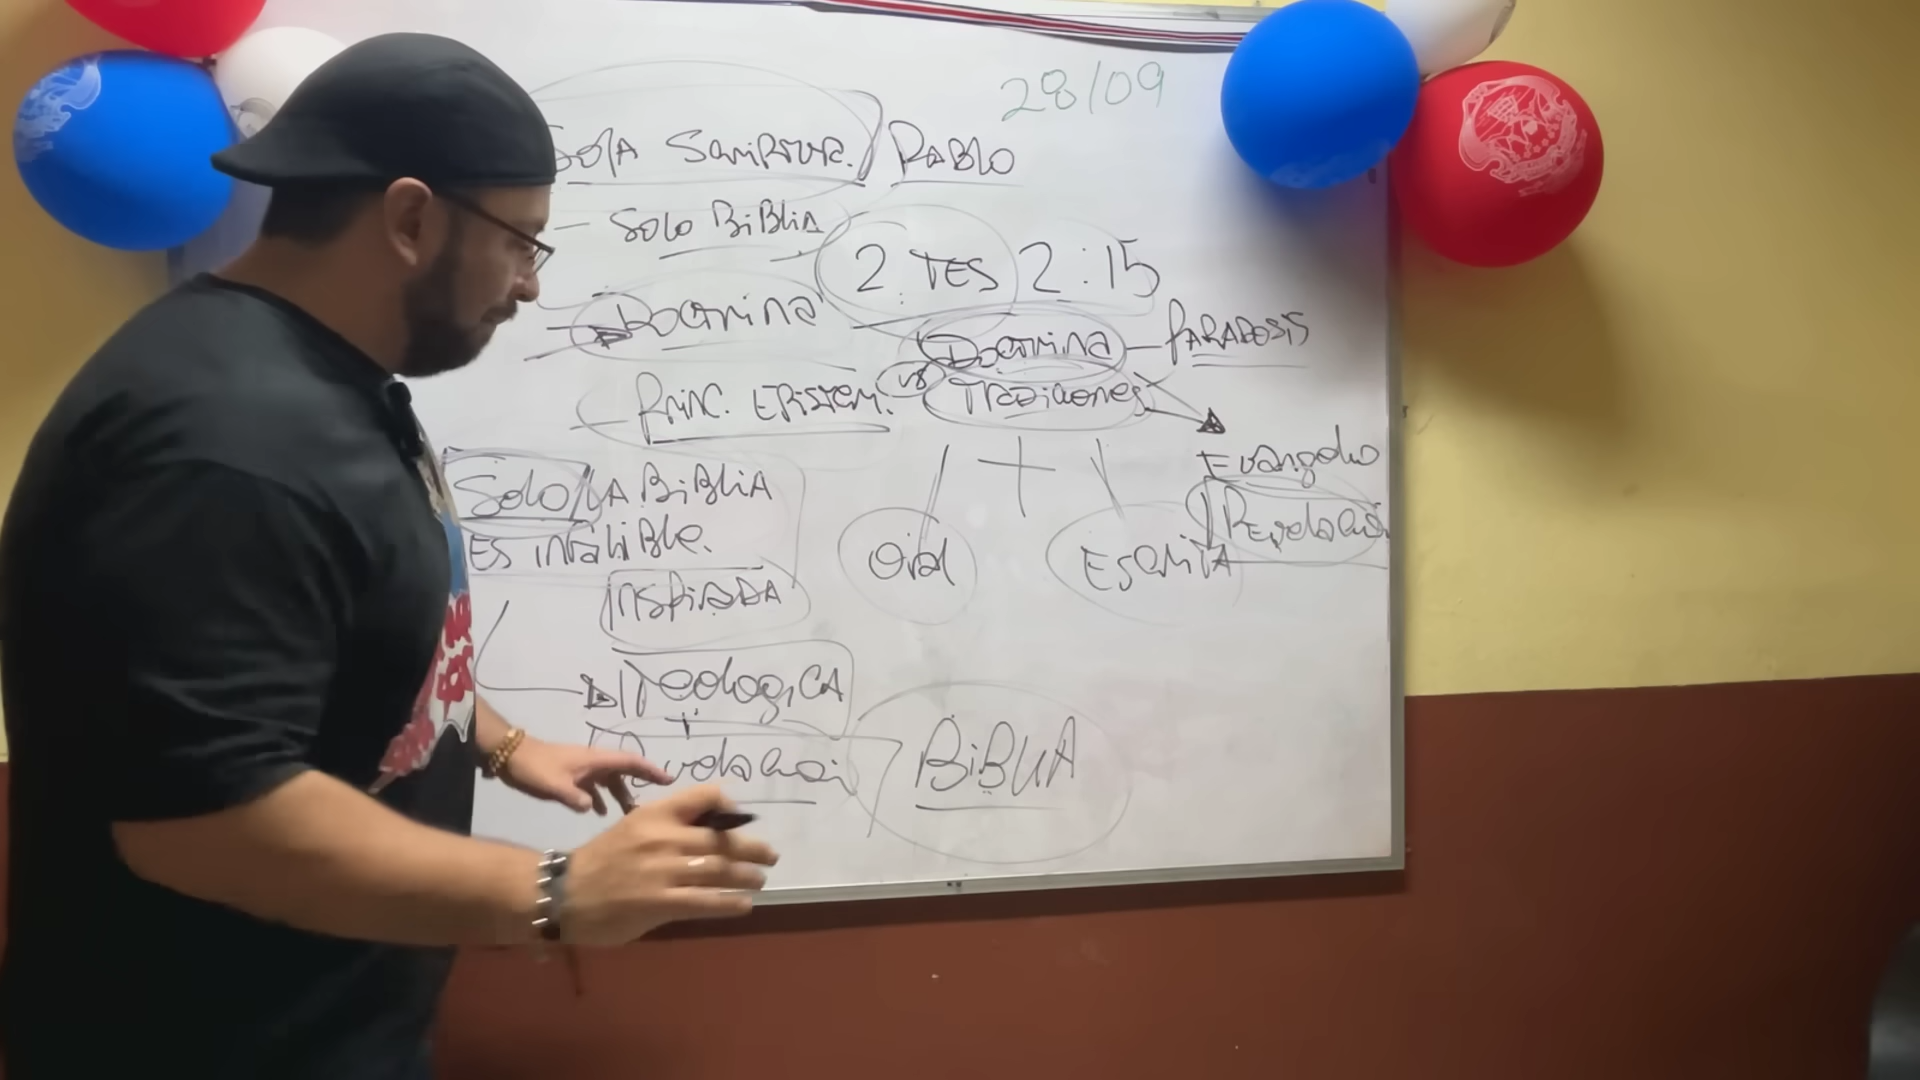 28/09
Sola Scriptur. / Pablo
- Solo Biblia
2. TES 2:15
Doctrina
Doctrina - PARADOSIS
Princ. Epistem. vs Tradiciones
Evangelio
Revelación
Solo / LA BIBLIA
ES infalible.
Oral + Escrita
INSPIRADA
Teologica
+
Revelación
BIBLIA